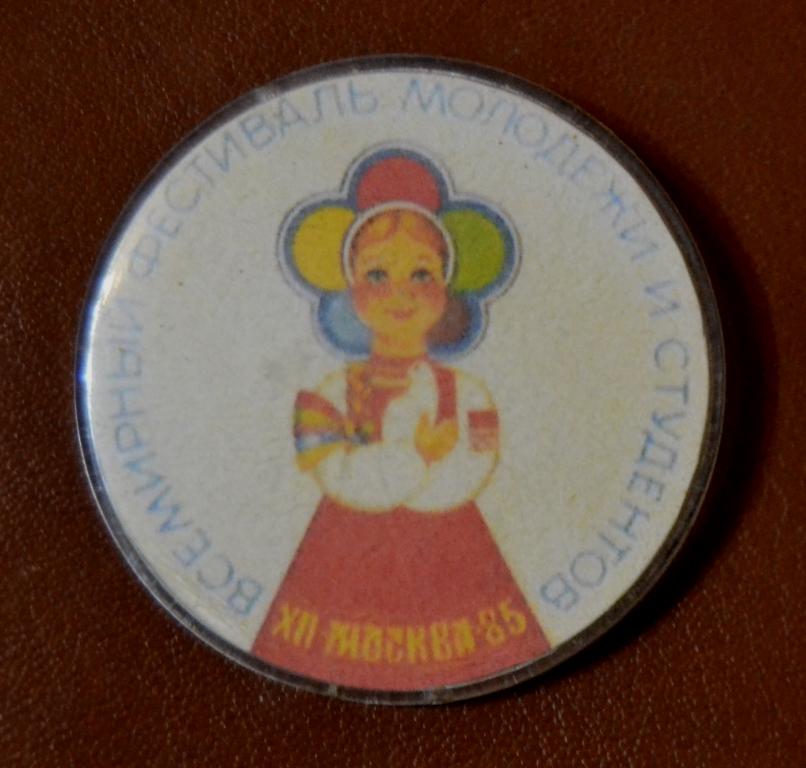 ВСЕМИРНЫЙ ФЕСТИВАЛЬ МОЛОДЕЖИ И СТУДЕНТОВ
XII МОСКВА 85